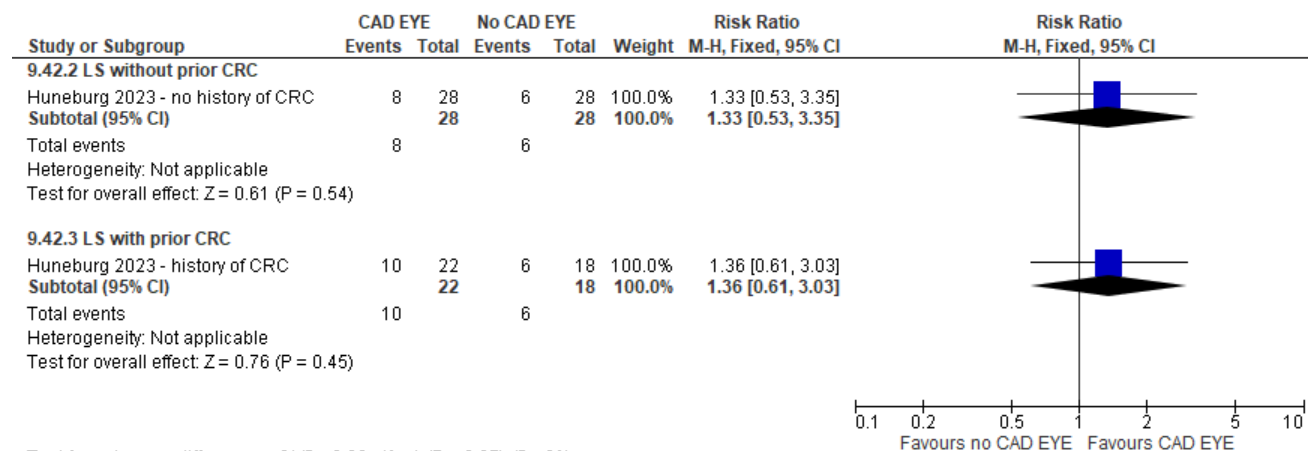 CAD EYE No CAD EYE Risk Ratio Risk Ratio
Study or Subgroup Events Total Events Total Weight M-H, Fixed, 95% CI M-H, Fixed, 95% CI
9.42.2 LS without prior CRC
Huneburg 2023 - no history of CRC 8 28 6 28 100.0% 1.33 [0.53, 3.35]
Subtotal (95% CI) 28 28 100.0% 1.33 [0.53, 3.35]
Total events 8 6
Heterogeneity: Not applicable
Test for overall effect: Z = 0.61 (P = 0.54)
9.42.3 LS with prior CRC
Huneburg 2023 - history of CRC 10 22 6 18 100.0% 1.36 [0.61, 3.03]
Subtotal (95% CI) 22 18 100.0% 1.36 [0.61, 3.03]
Total events 10 6
Heterogeneity: Not applicable
Test for overall effect: Z = 0.76 (P = 0.45)
0.1 0.2 0.5 1 2 5 10
Favours no CAD EYE Favours CAD EYE